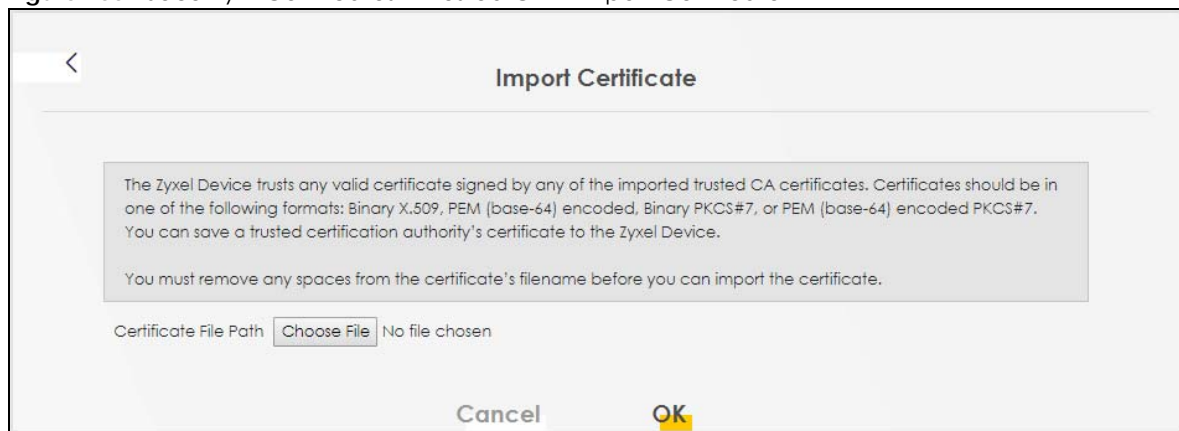 Import Certificate
The Zyxel Device trusts any valid certificate signed by any of the imported trusted CA certificates. Certificates should be in
one of the following formats: Binary X.509, PEM (base-64) encoded, Binary PKCS#7, or PEM (base-64) encoded PKCS#7.
You can save a trusted certification authority's certificate to the Zyxel Device.
You must remove any spaces from the certificate's filename before you can import the certificate.
Certificate File Path Choose File No file chosen
Cancel OK